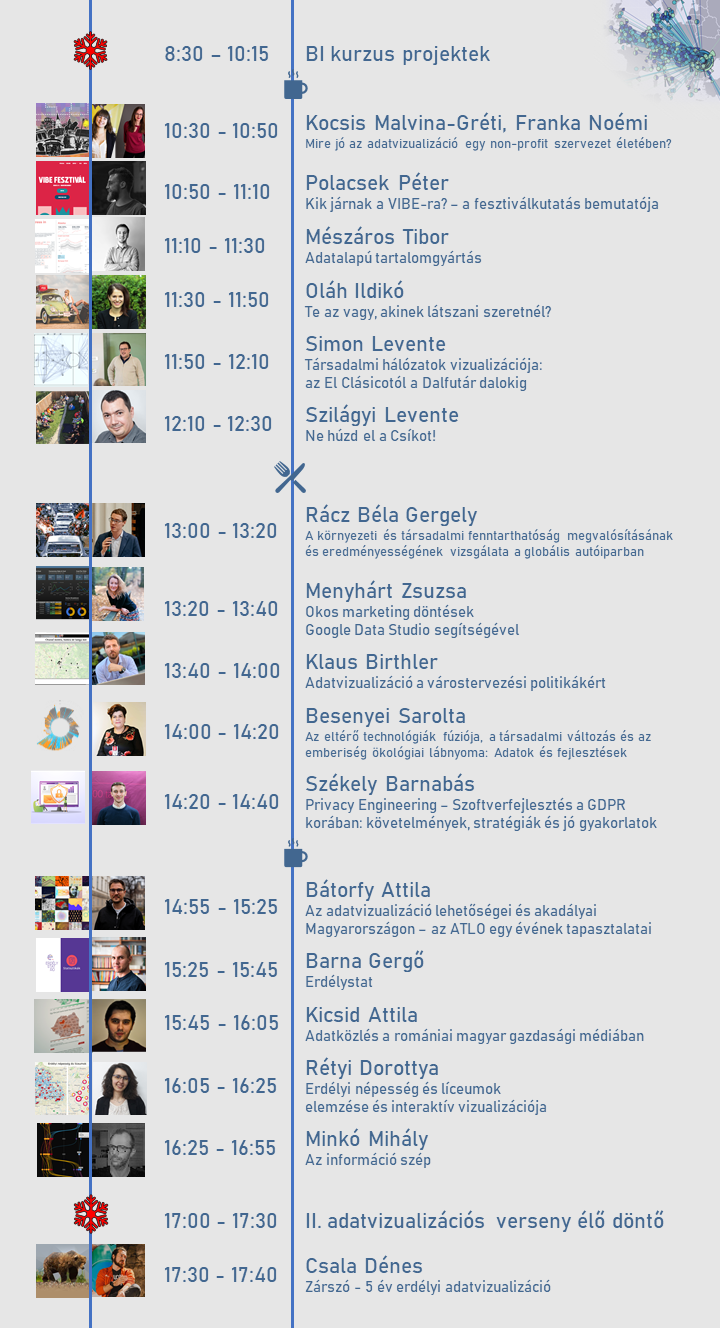 8:30 – 10:15 BI kurzus projektek
10:30 - 10:50 Kocsis Malvina-Gréti, Franka Noémi
Mire jó az adatvizualizáció egy non-profit szervezet életében?
VIBE FESZTIVÁL
10:50 - 11:10 Polacsek Péter
Kik járnak a VIBE-ra? – a fesztiválkutatás bemutatója
11:10 - 11:30 Mészáros Tibor
Adatalapú tartalomgyártás
11:30 - 11:50 Oláh Ildikó
Te az vagy, akinek látszani szeretnél?
11:50 - 12:10 Simon Levente
Társadalmi hálózatok vizualizációja:
az El Clásicotól a Dalfutár dalokig
12:10 - 12:30 Szilágyi Levente
Ne húzd el a Csíkot!
13:00 - 13:20 Rácz Béla Gergely
A környezeti és társadalmi fenntarthatóság megvalósításának
és eredményességének vizsgálata a globális autóiparban
13:20 - 13:40 Menyhárt Zsuzsa
Okos marketing döntések
Google Data Studio segítségével
13:40 - 14:00 Klaus Birthler
Adatvizualizáció a várostervezési politikákért
14:00 - 14:20 Besenyei Sarolta
Az eltérő technológiák fúziója, a társadalmi változás és az
emberiség ökológiai lábnyoma: Adatok és fejlesztések
14:20 - 14:40 Székely Barnabás
Privacy Engineering – Szoftverfejlesztés a GDPR
korában: követelmények, stratégiák és jó gyakorlatok
14:55 - 15:25 Bátorfy Attila
Az adatvizualizáció lehetőségei és akadályai
Magyarországon – az ATLO egy évének tapasztalatai
15:25 - 15:45 Barna Gergő
Erdélystat
15:45 - 16:05 Kicsid Attila
Adatközlés a romániai magyar gazdasági médiában
16:05 - 16:25 Rétyi Dorottya
Erdélyi népesség és líceumok
elemzése és interaktív vizualizációja
16:25 - 16:55 Minkó Mihály
Az információ szép
17:00 - 17:30 II. adatvizualizációs verseny élő döntő
17:30 - 17:40 Csala Dénes
Zárszó - 5 év erdélyi adatvizualizáció